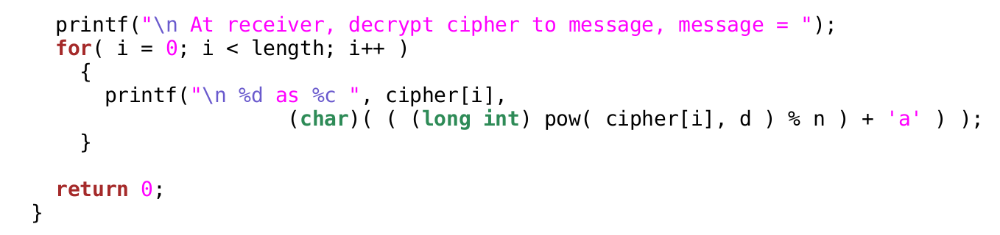 printf("\n At receiver, decrypt cipher to message, message = ");
for( i = 0; i < length; i++ )
{
printf("\n %d as %c ", cipher[i],
(char)( ( (long int) pow( cipher[i], d ) % n ) + 'a' ) );
}
return 0;
}